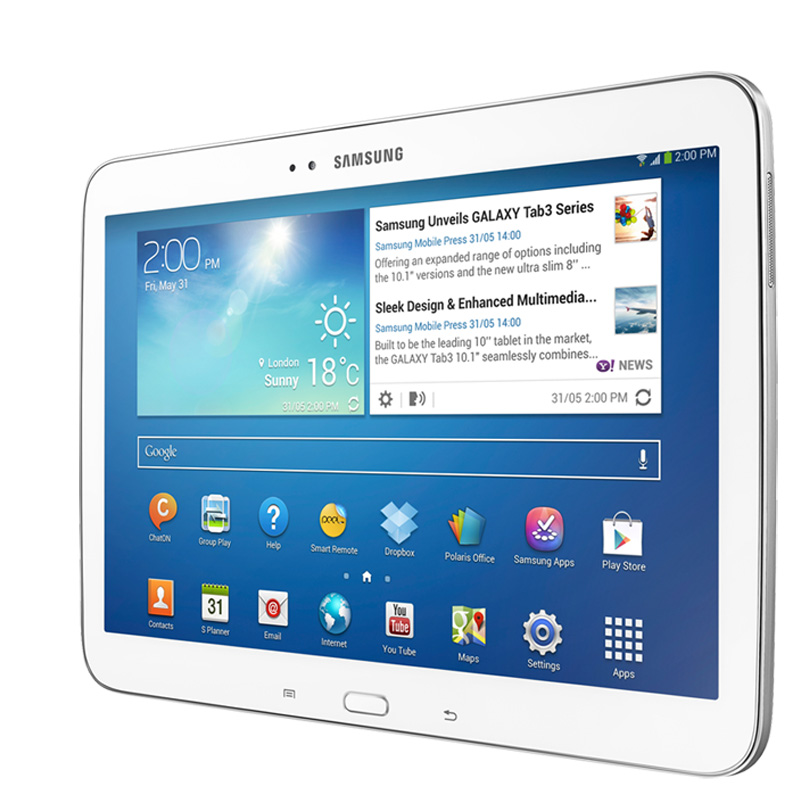 SAMSUNG
2:00 PM
2:00 PM
Fri, May 31
London
Sunny 18°C
31/05 2:00 PM
Samsung Unveils GALAXY Tab3 Series
Samsung Mobile Press 31/05 14:00
Offering an expanded range of options including
the 10.1" versions and the new ultra slim 8'' ...
Sleek Design & Enhanced Multimedia...
Samsung Mobile Press 31/05 14:00
Built to be the leading 10'' tablet in the market,
the GALAXY Tab3 10.1" seamlessly combines...
Y! NEWS
31/05 2:00 PM
Google
C
?
peel
ChatON Group Play Help Smart Remote Dropbox Polaris Office Samsung Apps Play Store
31
@
You
Tube
g
Contacts S Planner Email Internet You Tube Maps Settings Apps